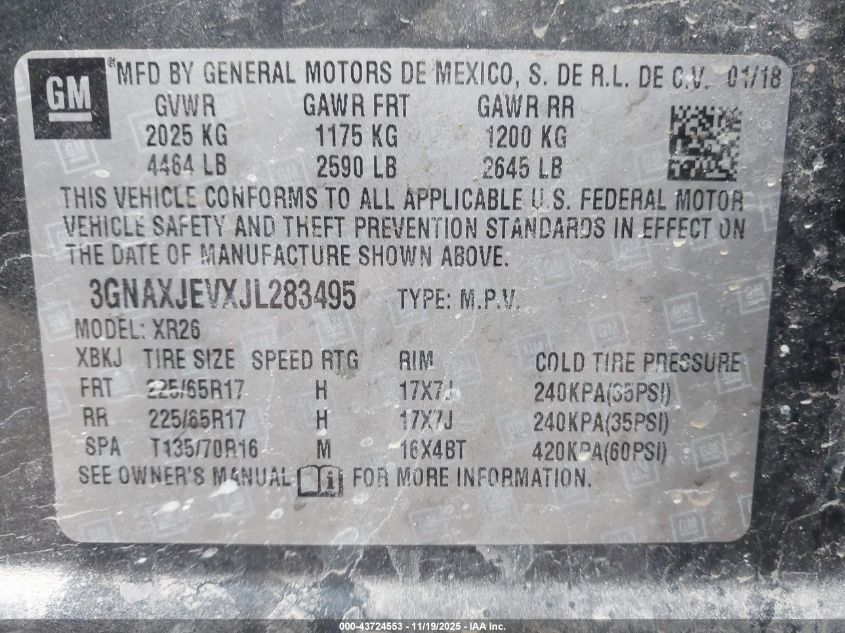 GM
® MFD BY GENERAL MOTORS DE MEXICO, S. DE R.L. DE C.V. 01/18
GVWR GAWR FRT GAWR RR
2025 KG 1175 KG 1200 KG
4464 LB 2590 LB 2645 LB
THIS VEHICLE CONFORMS TO ALL APPLICABLE U.S. FEDERAL MOTOR
VEHICLE SAFETY AND THEFT PREVENTION STANDARDS IN EFFECT ON
THE DATE OF MANUFACTURE SHOWN ABOVE.
3GNAXJEVXJL283495 TYPE: M.P.V.
MODEL: XR26
XBKJ TIRE SIZE SPEED RTG RIM COLD TIRE PRESSURE
FRT 225/65R17 H 17X7J 240KPA(35PSI)
RR 225/65R17 H 17X7J 240KPA(35PSI)
SPA T135/70R16 M 16X4BT 420KPA(60PSI)
SEE OWNER'S MANUAL FOR MORE INFORMATION.
000-43724553 - 11/19/2025 - IAA Inc.